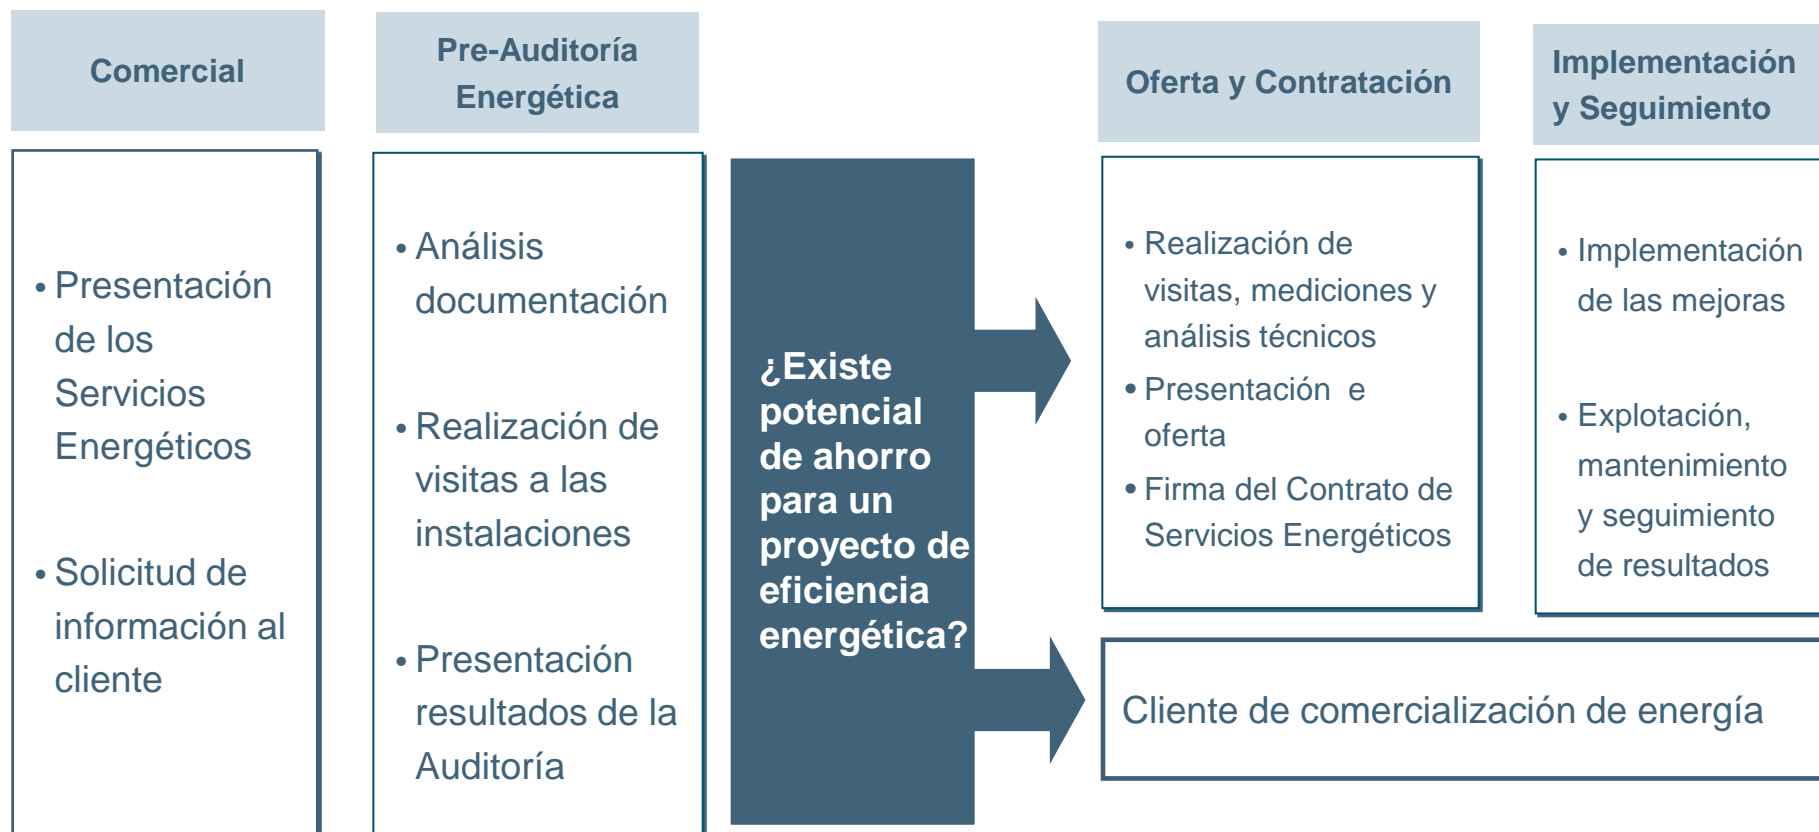 Comercial
Pre-Auditoría
Energética
Oferta y Contratación
Implementación
y Seguimiento
• Presentación
de los
Servicios
Energéticos
• Solicitud de
información al
cliente
• Análisis
documentación
• Realización de
visitas a las
instalaciones
• Presentación
resultados de la
Auditoría
¿Existe
potencial
de ahorro
para un
proyecto de
eficiencia
energética?
• Realización de
visitas, mediciones y
análisis técnicos
• Presentación e
oferta
• Firma del Contrato de
Servicios Energéticos
• Implementación
de las mejoras
• Explotación,
mantenimiento
y seguimiento
de resultados
Cliente de comercialización de energía